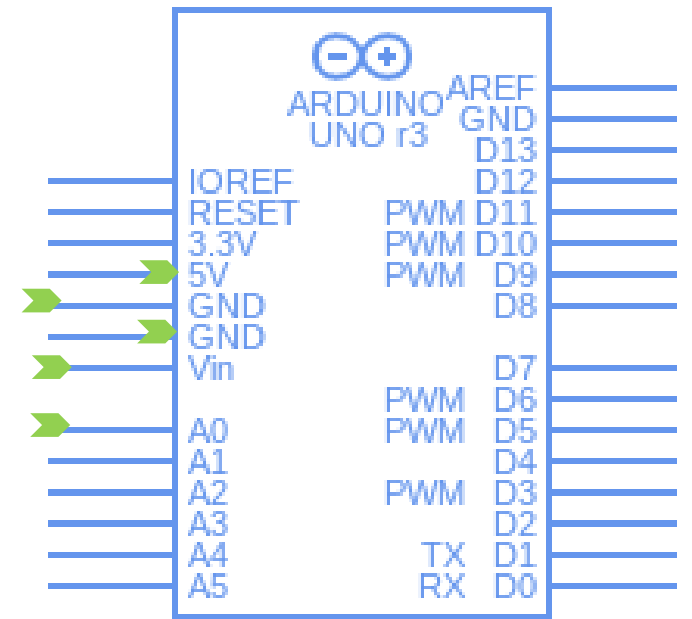 ARDUINO
UNO r3
AREF
GND
D13
IOREF D12
RESET PWM D11
3.3V PWM D10
5V PWM D9
GND D8
GND
Vin D7
PWM D6
A0 PWM D5
A1 D4
A2 PWM D3
A3 D2
A4 TX D1
A5 RX D0